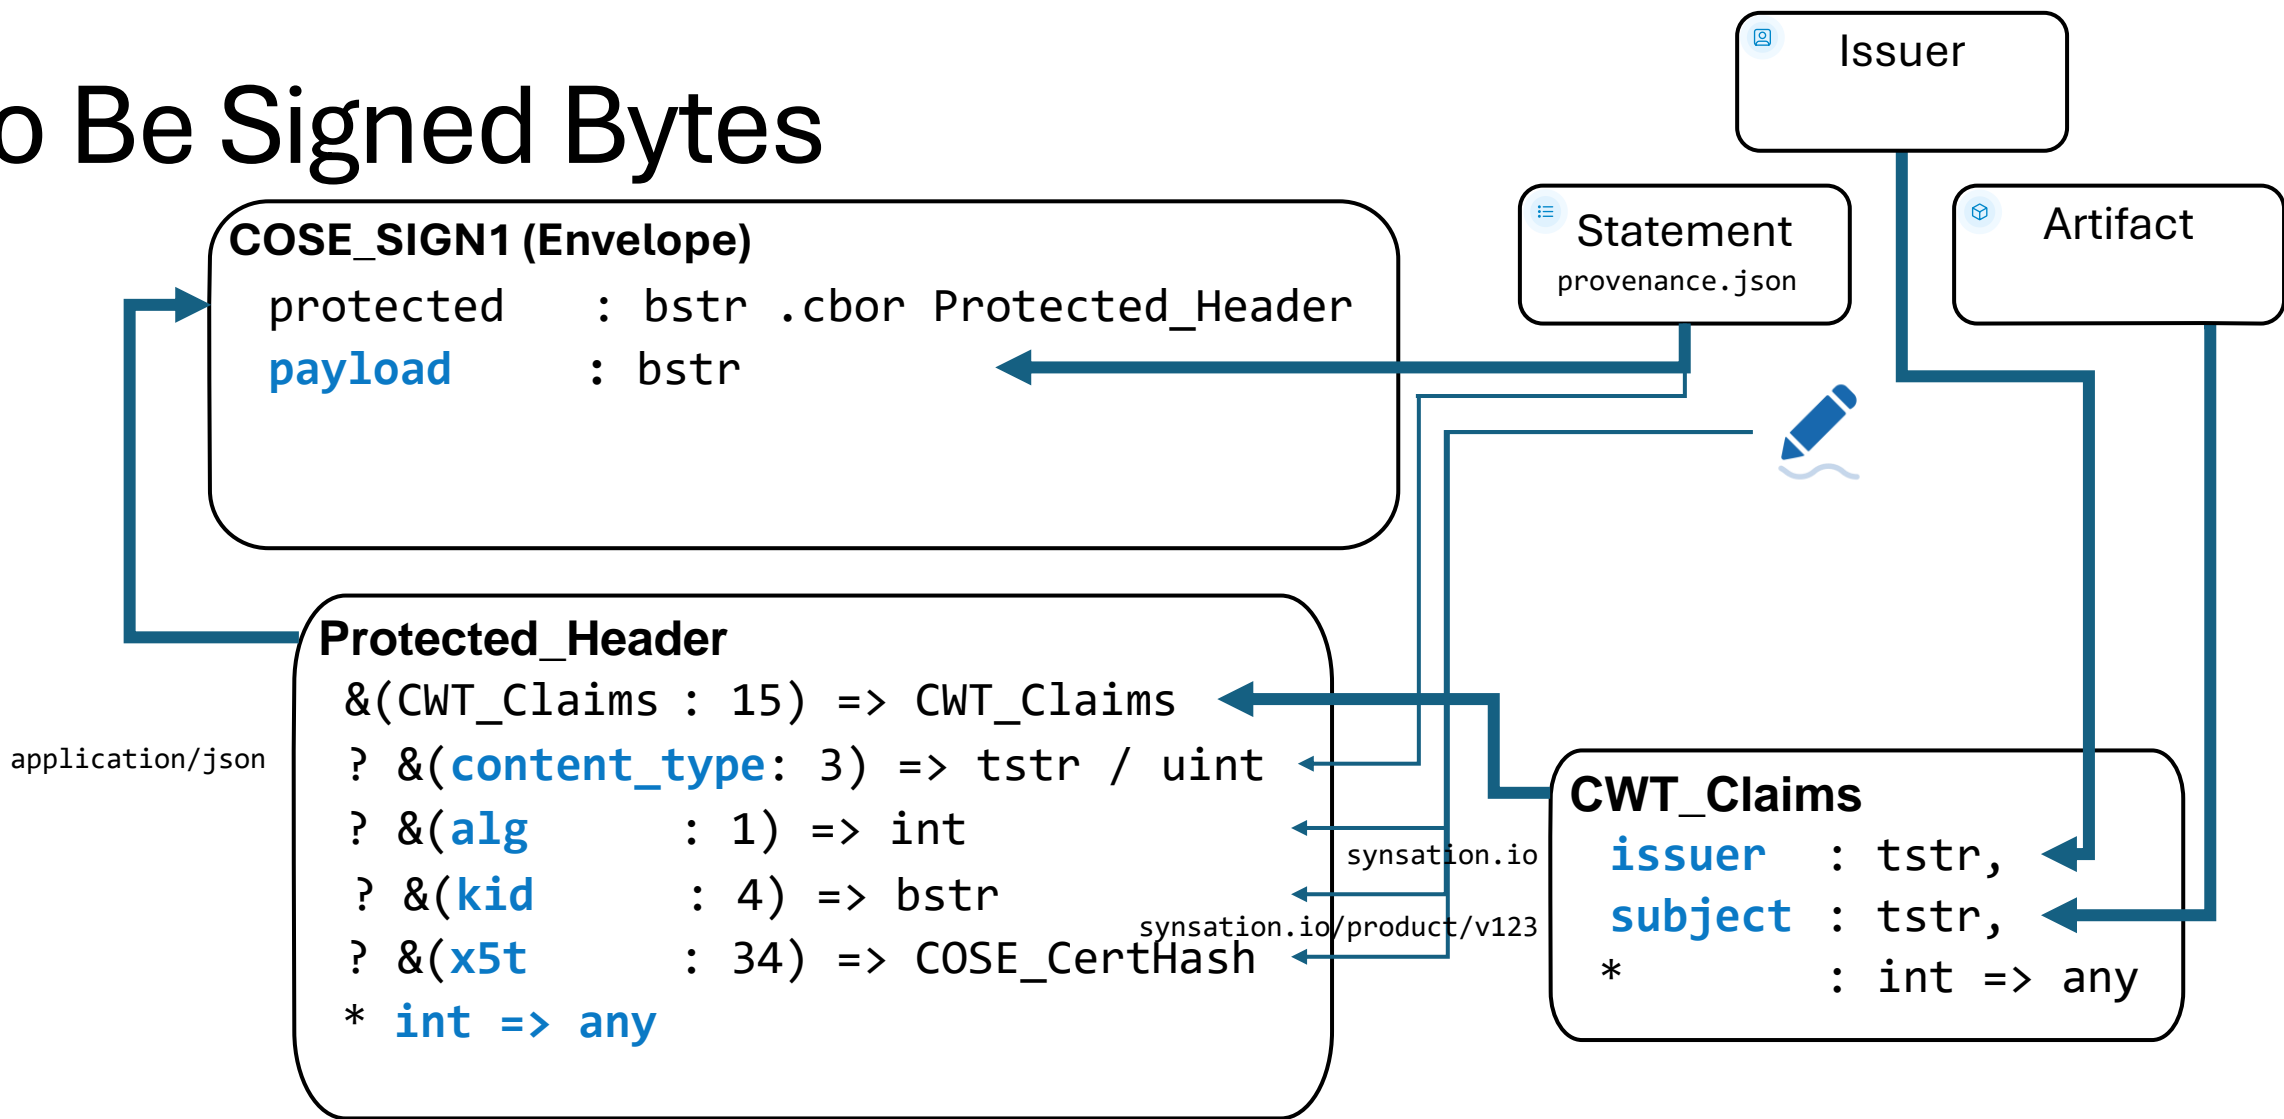 o Be Signed Bytes
Issuer
Statement
provenance.json
Artifact
COSE_SIGN1 (Envelope)
protected : bstr .cbor Protected_Header
payload : bstr
Protected_Header
&(CWT_Claims : 15) => CWT_Claims
application/json
? &(content_type: 3) => tstr / uint
? &(alg : 1) => int
? &(kid : 4) => bstr
? &(x5t : 34) => COSE_CertHash
* int => any
synsation.io
synsation.io/product/v123
CWT_Claims
issuer : tstr,
subject : tstr,
* : int => any